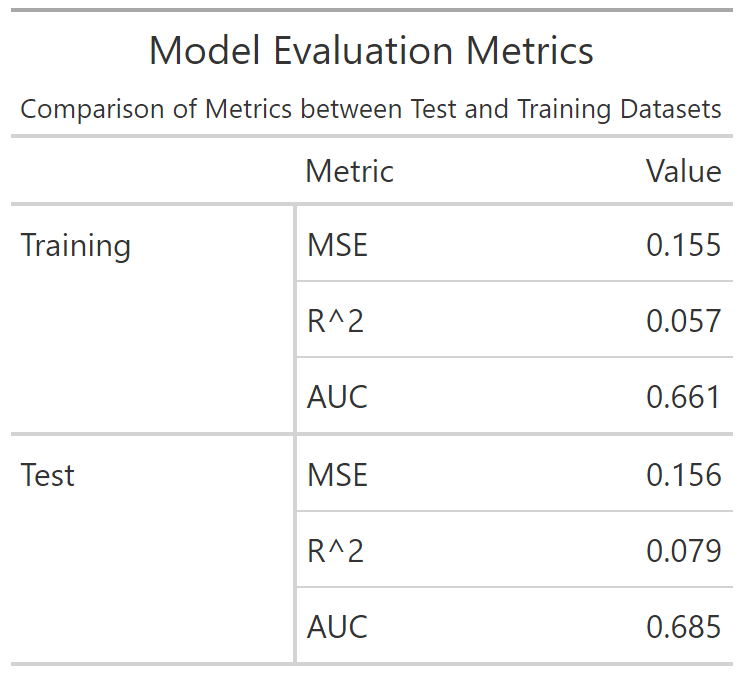 Model Evaluation Metrics
Comparison of Metrics between Test and Training Datasets
Metric Value
Training MSE 0.155
R^2 0.057
AUC 0.661
Test MSE 0.156
R^2 0.079
AUC 0.685